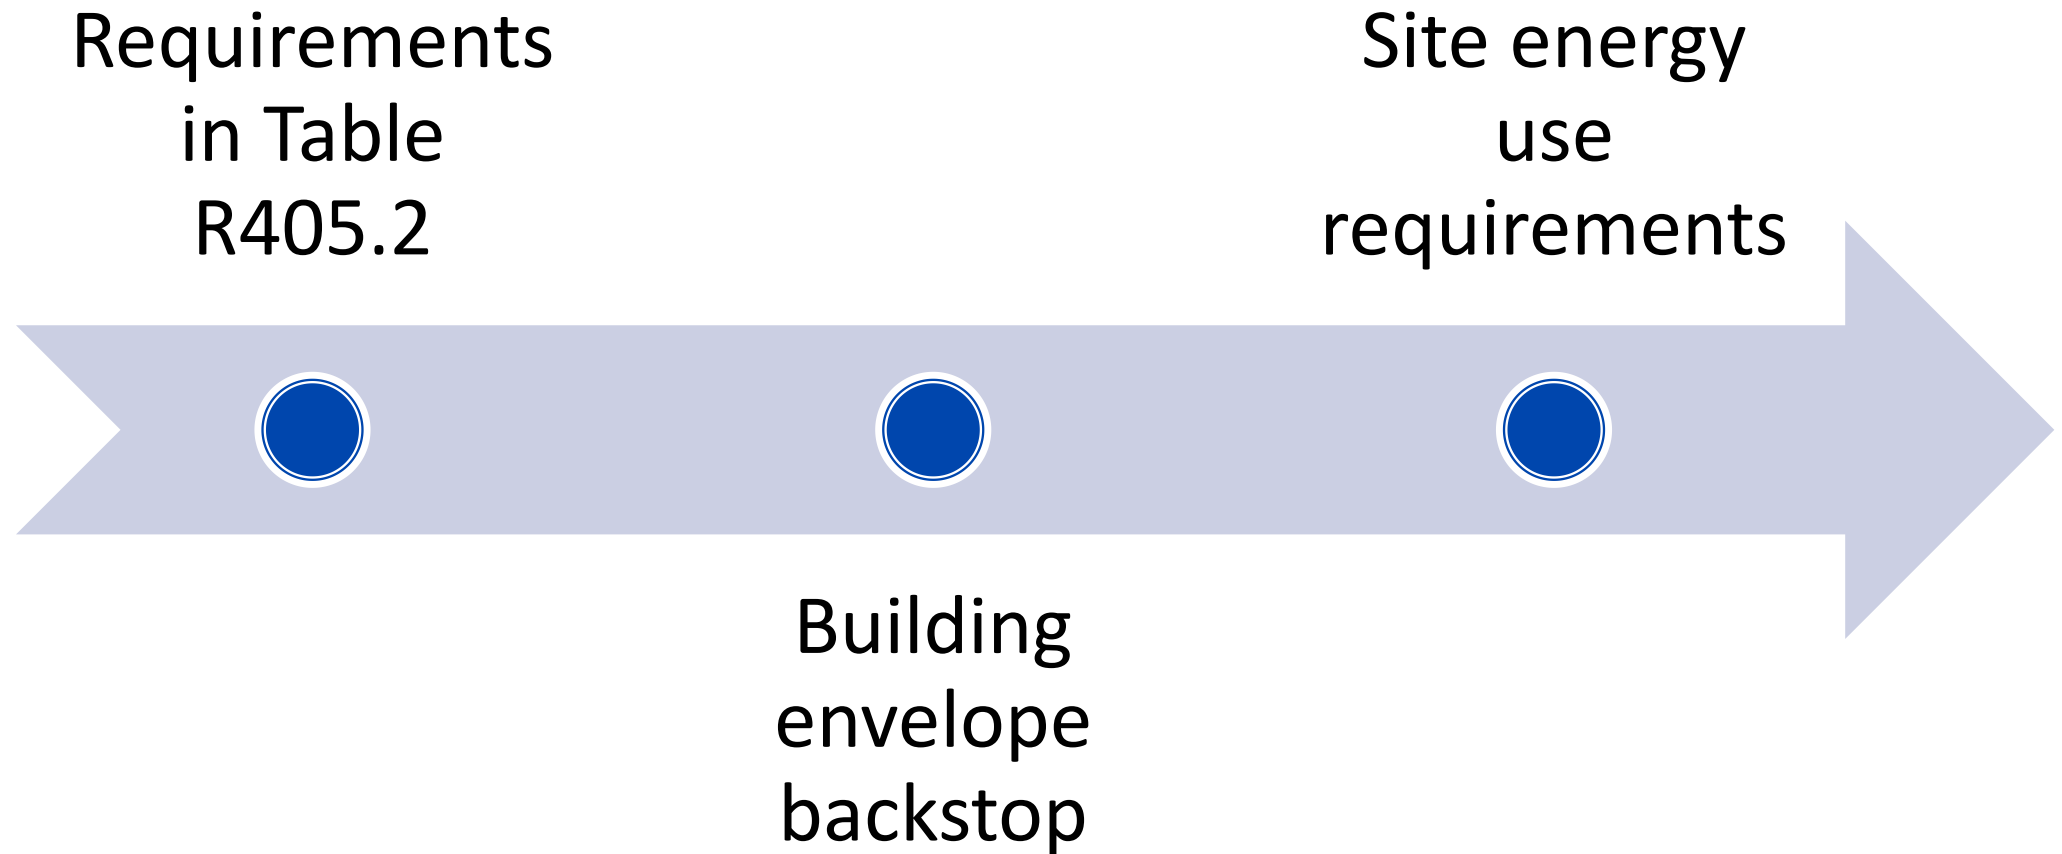 Requirements
in Table
R405.2
Building
envelope
backstop
Site energy
use
requirements